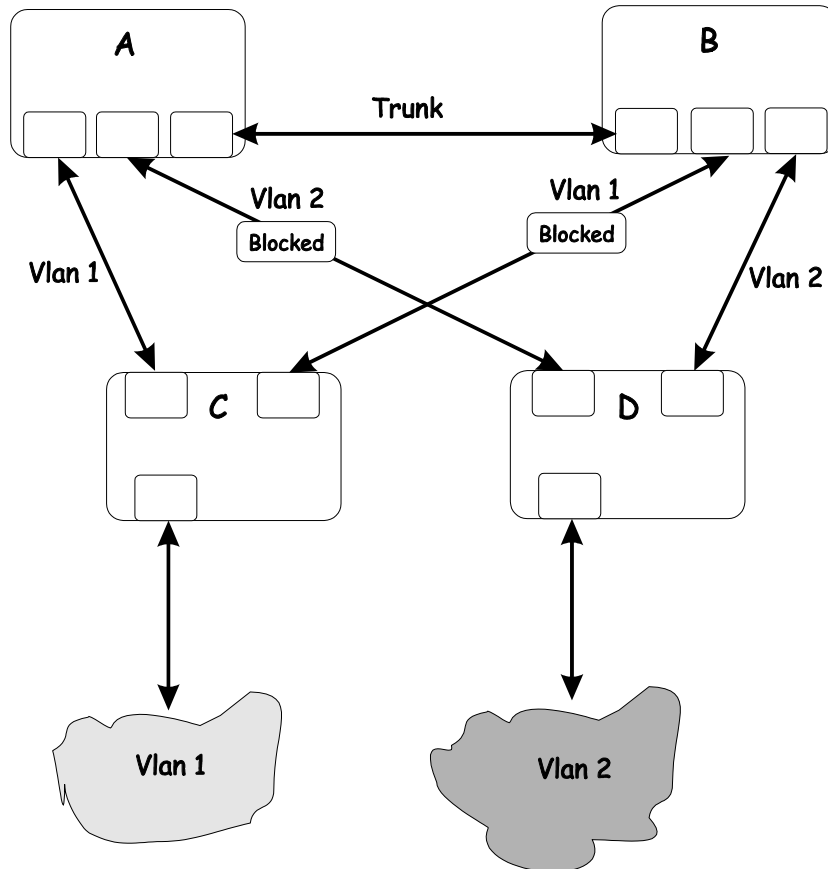 A
B
Trunk
Vlan 2
Vlan 1
Blocked
Blocked
Vlan 1
Vlan 2
C
D
Vlan 1
Vlan 2